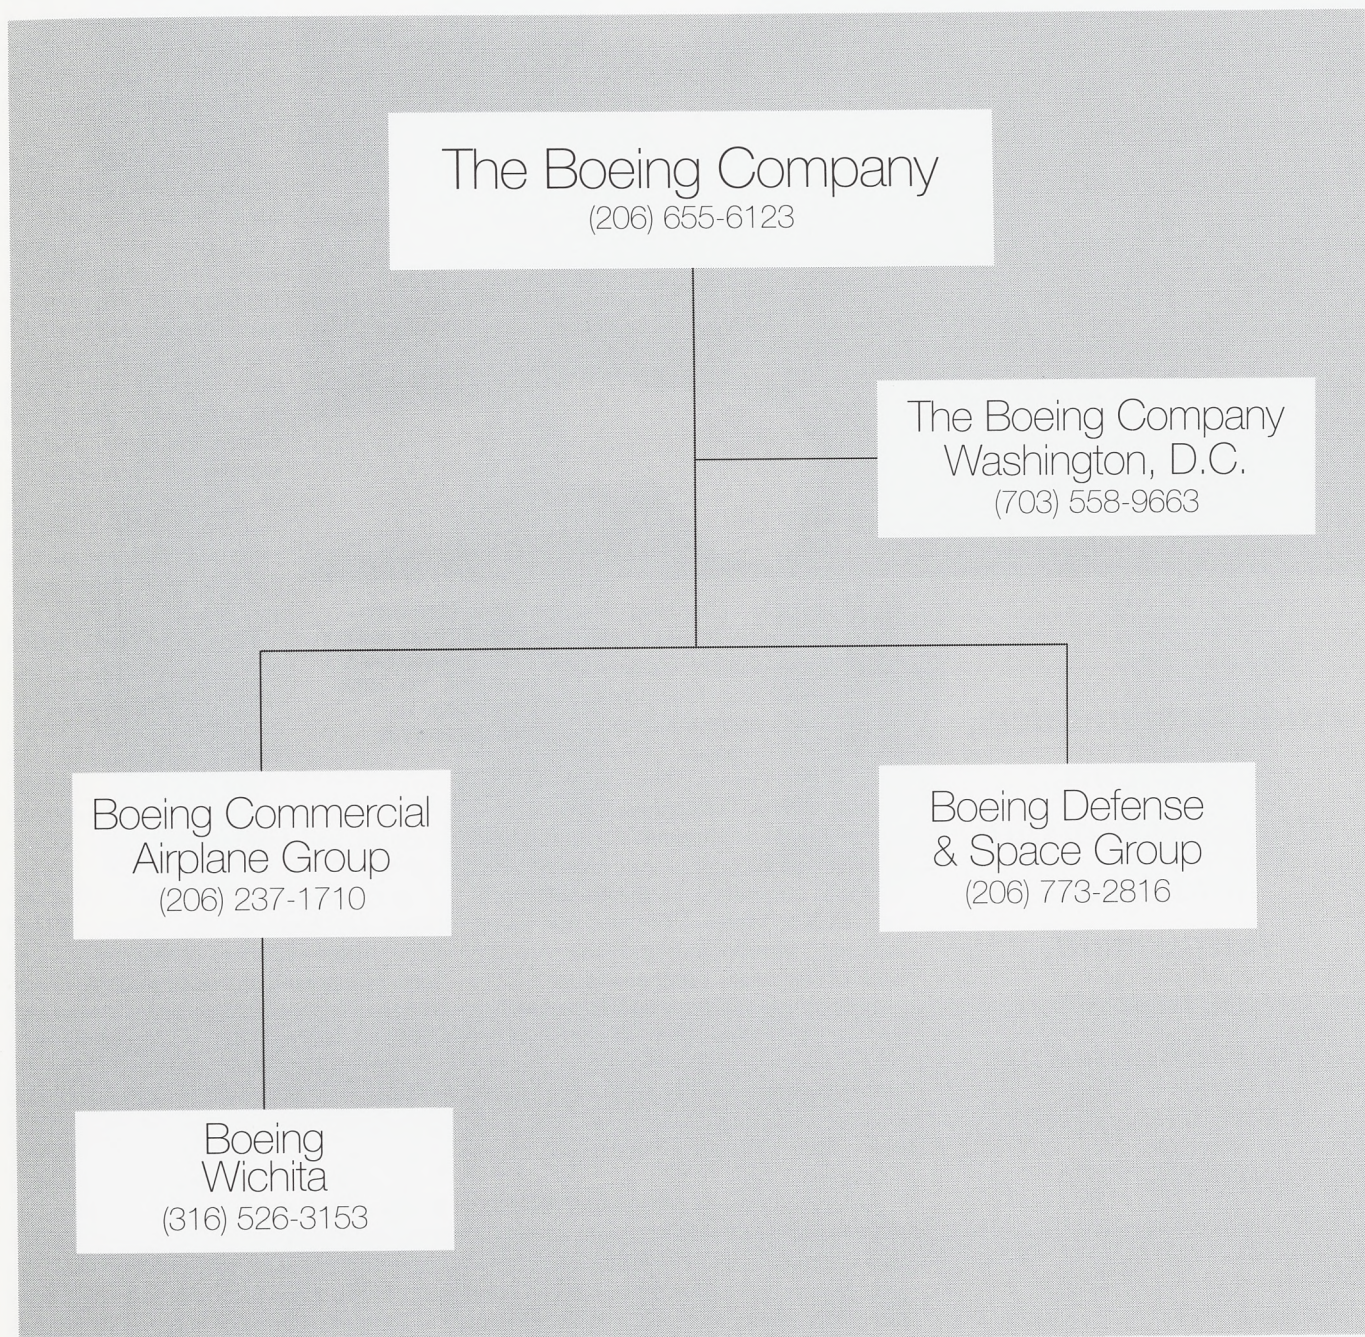 The Boeing Company
(206) 655-6123
The Boeing Company
Washington, D.C.
(703) 558-9663
Boeing Commercial
Airplane Group
(206) 237-1710
Boeing Defense
& Space Group
(206) 773-2816
Boeing
Wichita
(316) 526-3153